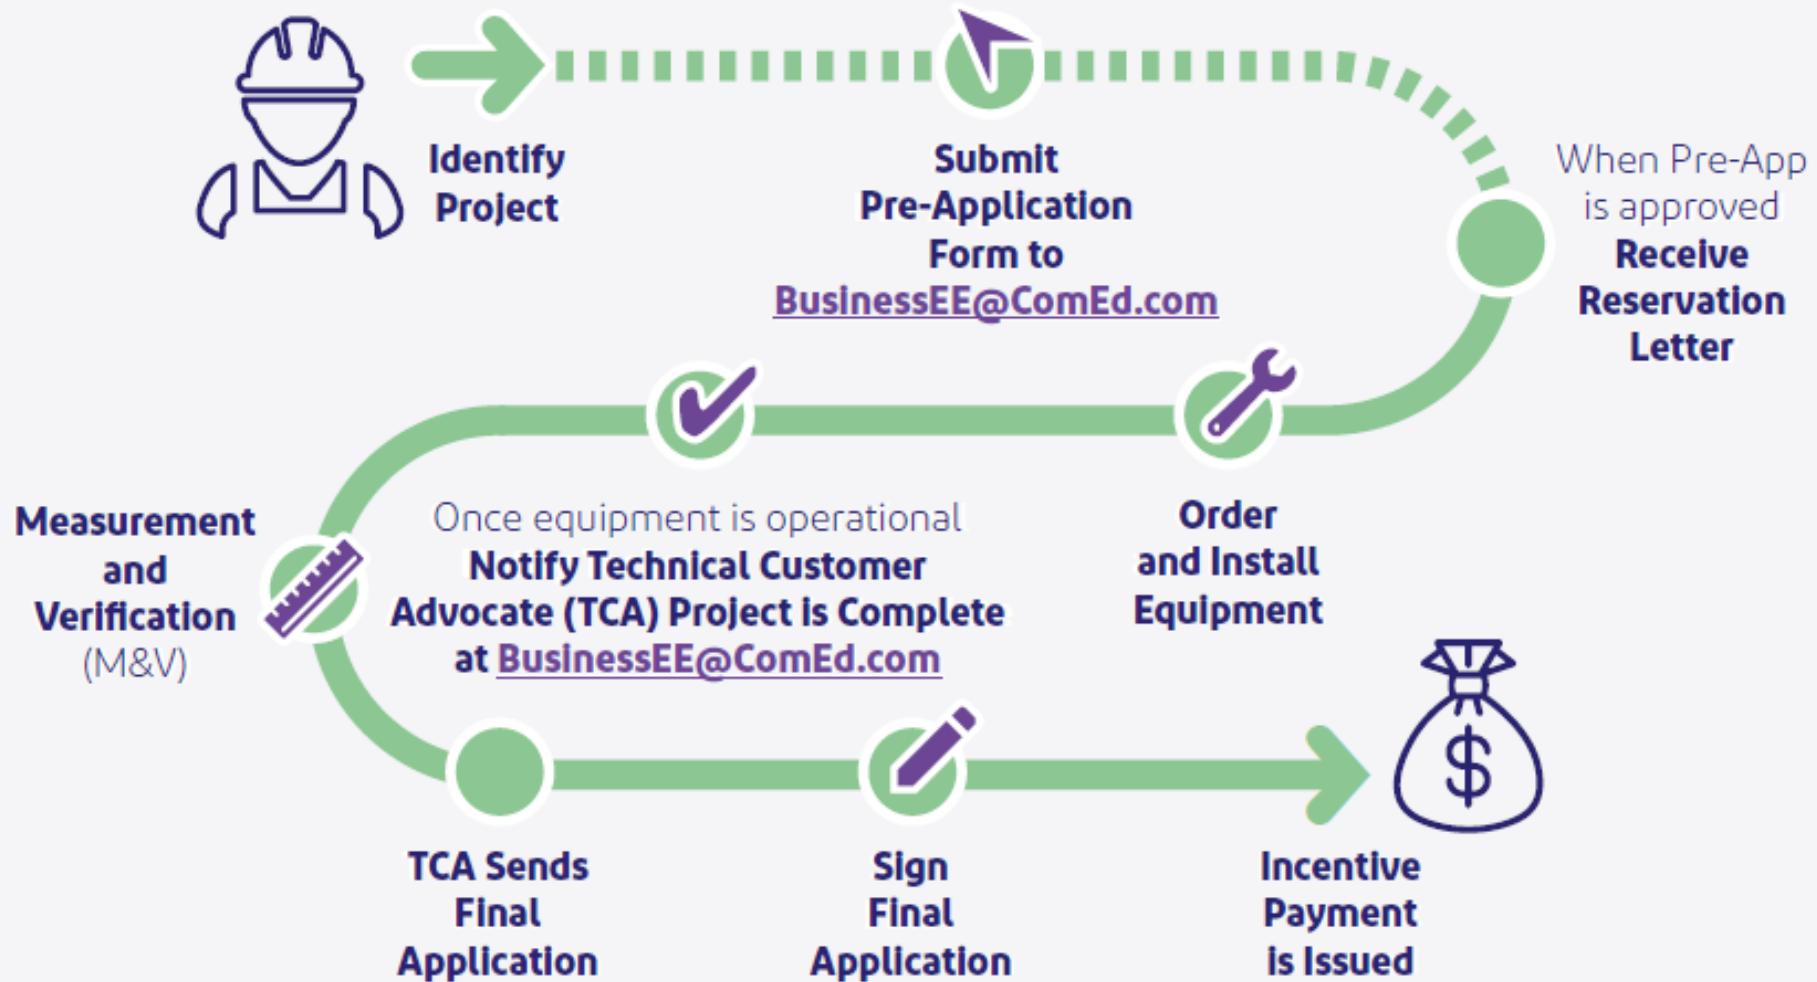 Identify
Project
Submit
Pre-Application
Form to
BusinessEE@ComEd.com
When Pre-App
is approved
Receive
Reservation
Letter
Order
and Install
Equipment
Once equipment is operational
Notify Technical Customer
Advocate (TCA) Project is Complete
at BusinessEE@ComEd.com
Measurement
and
Verification
(M&V)
TCA Sends
Final
Application
Sign
Final
Application
Incentive
Payment
is Issued
$